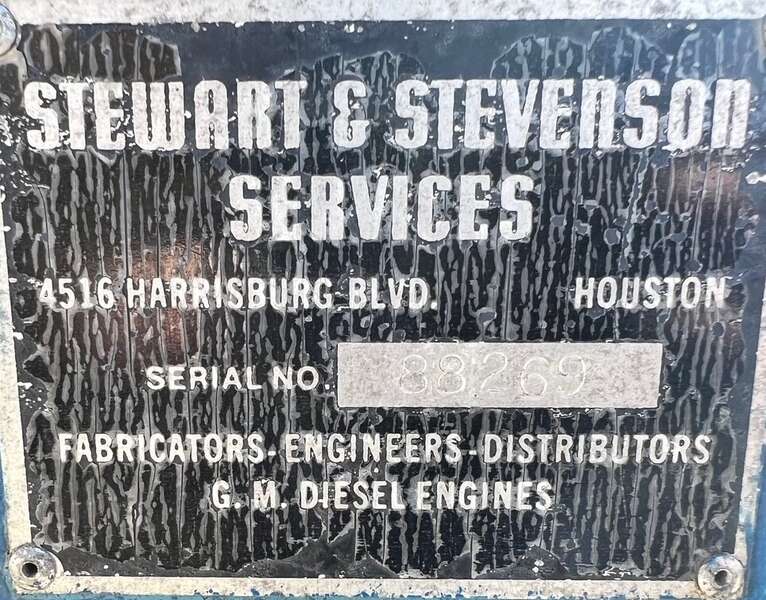 STEWART & STEVENSON
SERVICES
4516 HARRISBURG BLVD. HOUSTON
SERIAL NO. 88269
FABRICATORS-ENGINEERS-DISTRIBUTORS
G. M. DIESEL ENGINES